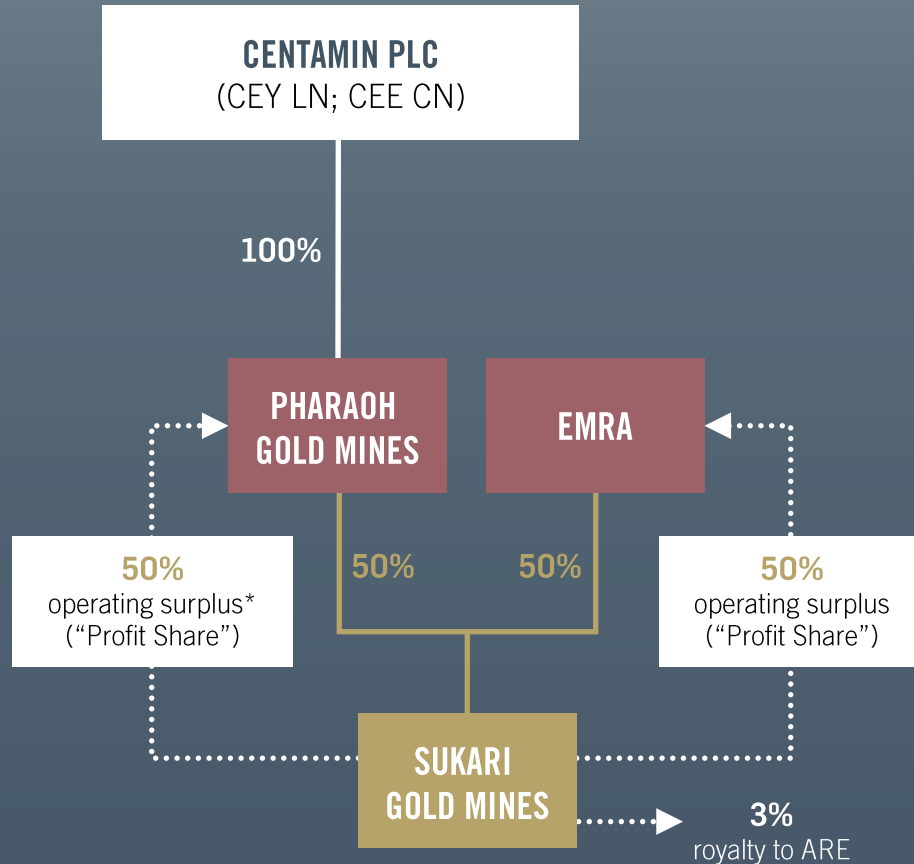 CENTAMIN PLC
(CEY LN; CEE CN)
100%
PHARAOH
GOLD MINES
EMRA
50%
50%
50%
operating surplus*
(“Profit Share”)
50%
operating surplus
(“Profit Share”)
SUKARI
GOLD MINES
3%
royalty to ARE